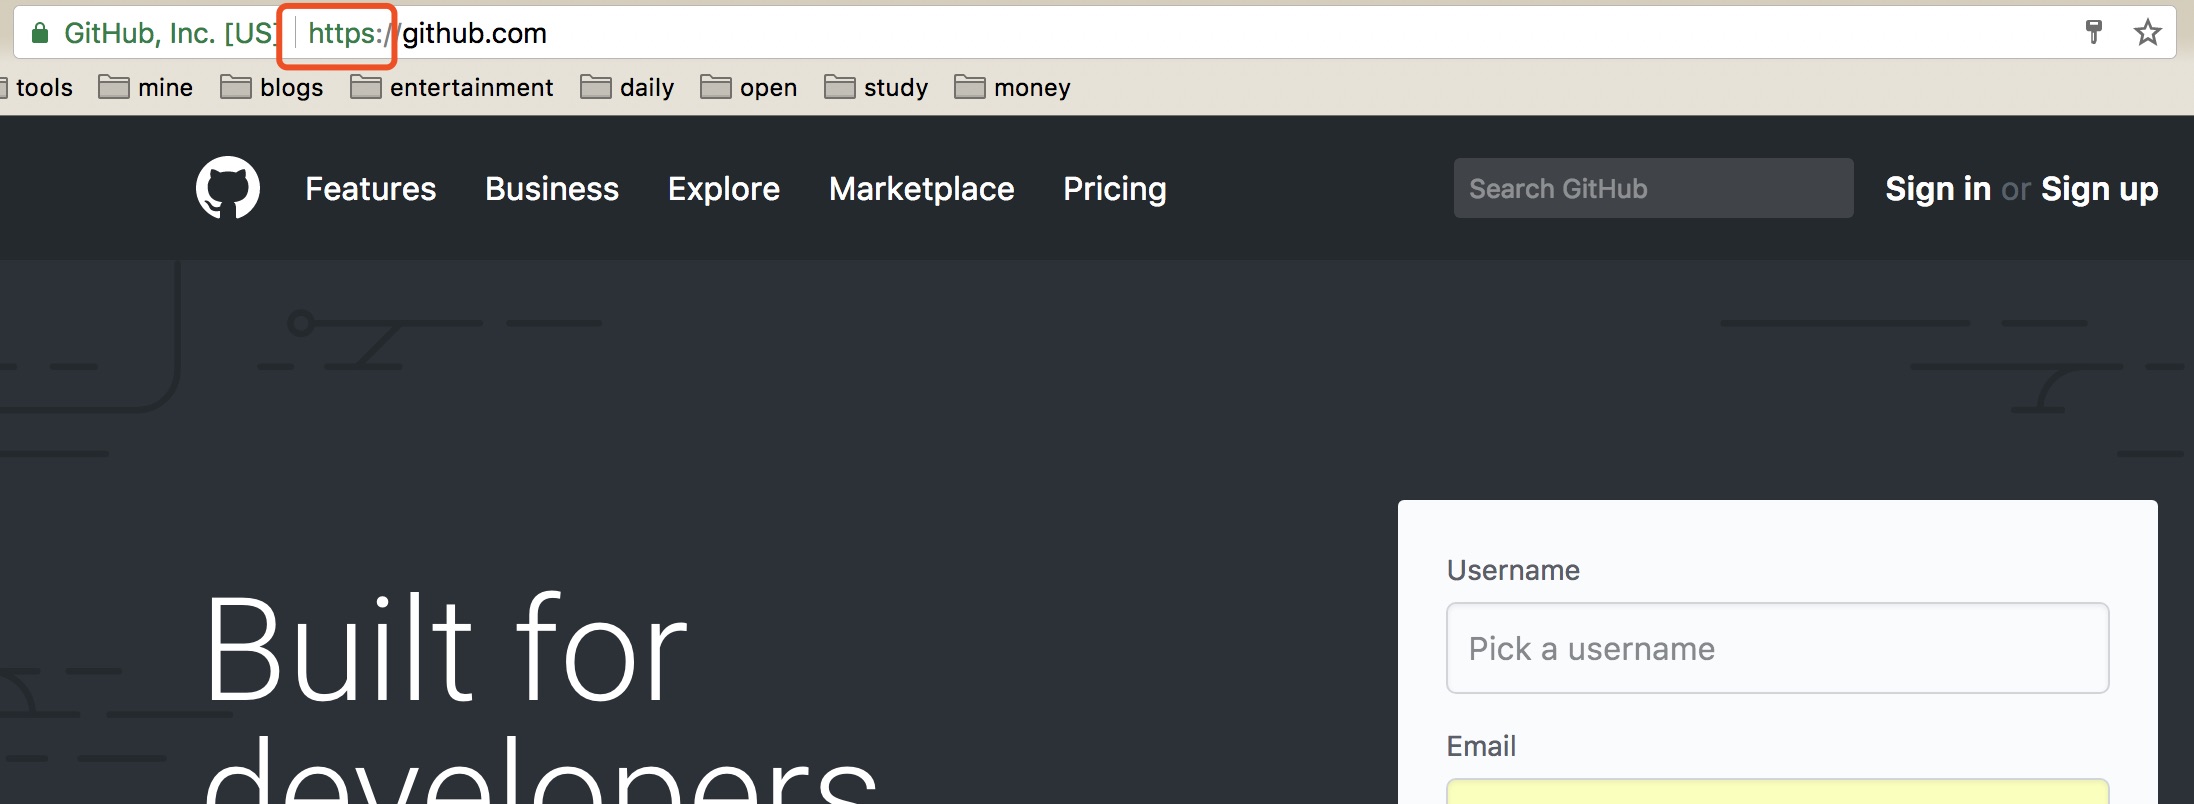 GitHub, Inc. [US] https://github.com
tools mine blogs entertainment daily open study money
Features Business Explore Marketplace Pricing Search GitHub Sign in or Sign up
Built for
developers
Username
Pick a username
Email